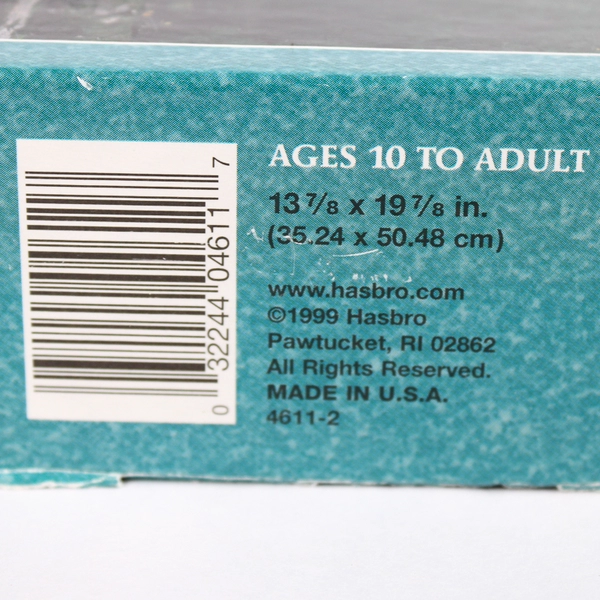 AGES 10 TO ADULT
13 7/8 x 19 7/8 in.
(35.24 x 50.48 cm)
www.hasbro.com
©1999 Hasbro
Pawtucket, RI 02862
All Rights Reserved.
MADE IN U.S.A.
4611-2
0 32244 04611 7